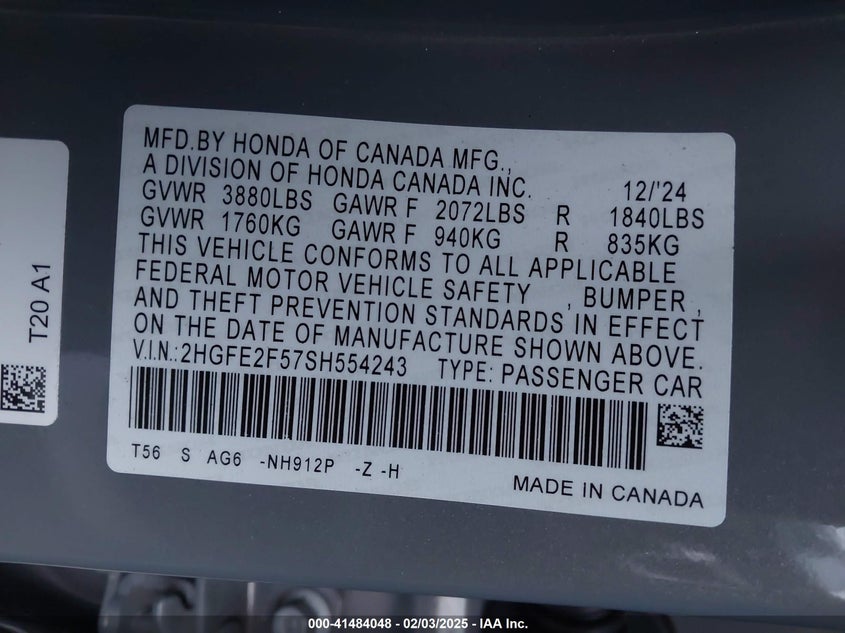 MFD.BY HONDA OF CANADA MFG.,
A DIVISION OF HONDA CANADA INC. 12/'24
GVWR 3880LBS GAWR F 2072LBS R 1840LBS
GVWR 1760KG GAWR F 940KG R 835KG
THIS VEHICLE CONFORMS TO ALL APPLICABLE
FEDERAL MOTOR VEHICLE SAFETY , BUMPER ,
AND THEFT PREVENTION STANDARDS IN EFFECT
ON THE DATE OF MANUFACTURE SHOWN ABOVE.
V.I.N.:2HGFE2F57SH554243 TYPE: PASSENGER CAR
T56 S AG6 -NH912P -Z -H
MADE IN CANADA
T20 A1
000-41484048 - 02/03/2025 - IAA Inc.